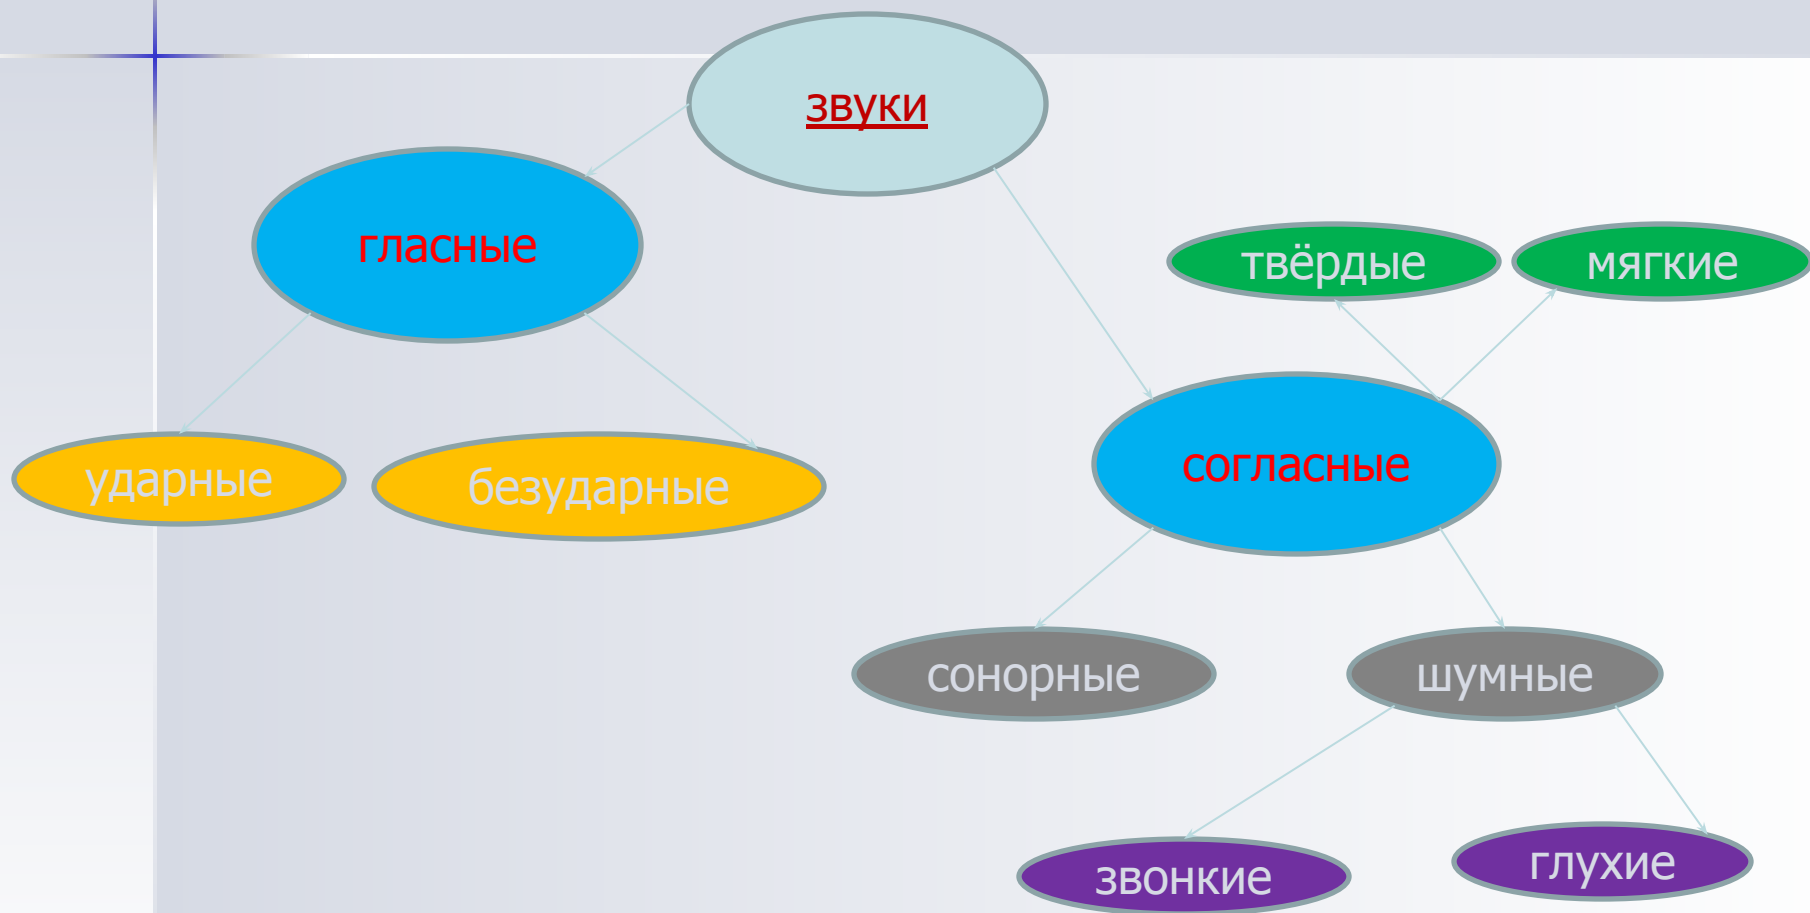 звуки
гласные
твёрдые
мягкие
ударные
безударные
согласные
сонорные
шумные
звонкие
глухие